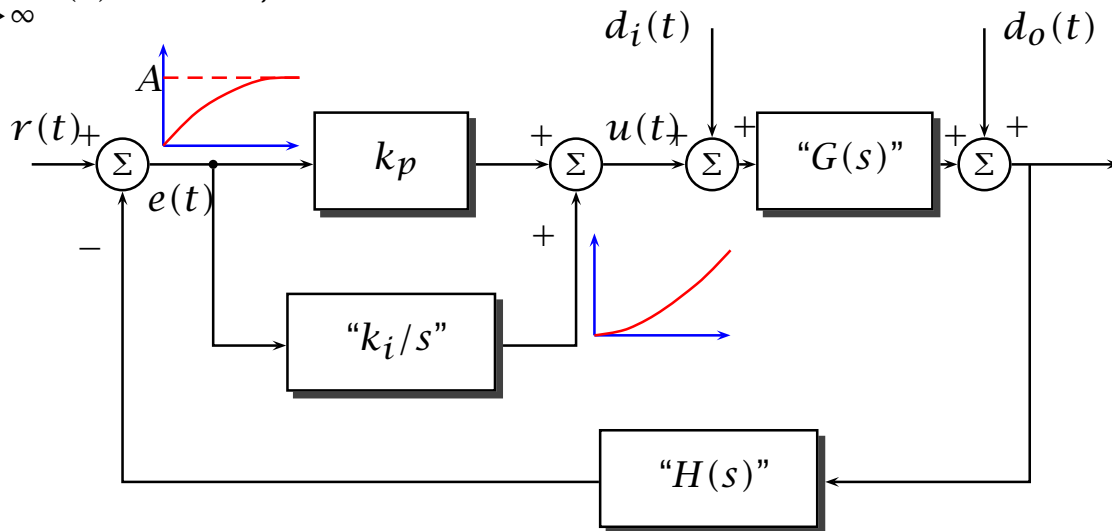 →∞
d_i(t) d_o(t)
A
r(t) + + u(t) + + + +
Σ k_p Σ Σ “G(s)” Σ
e(t)
− +
“k_i/s”
“H(s)”